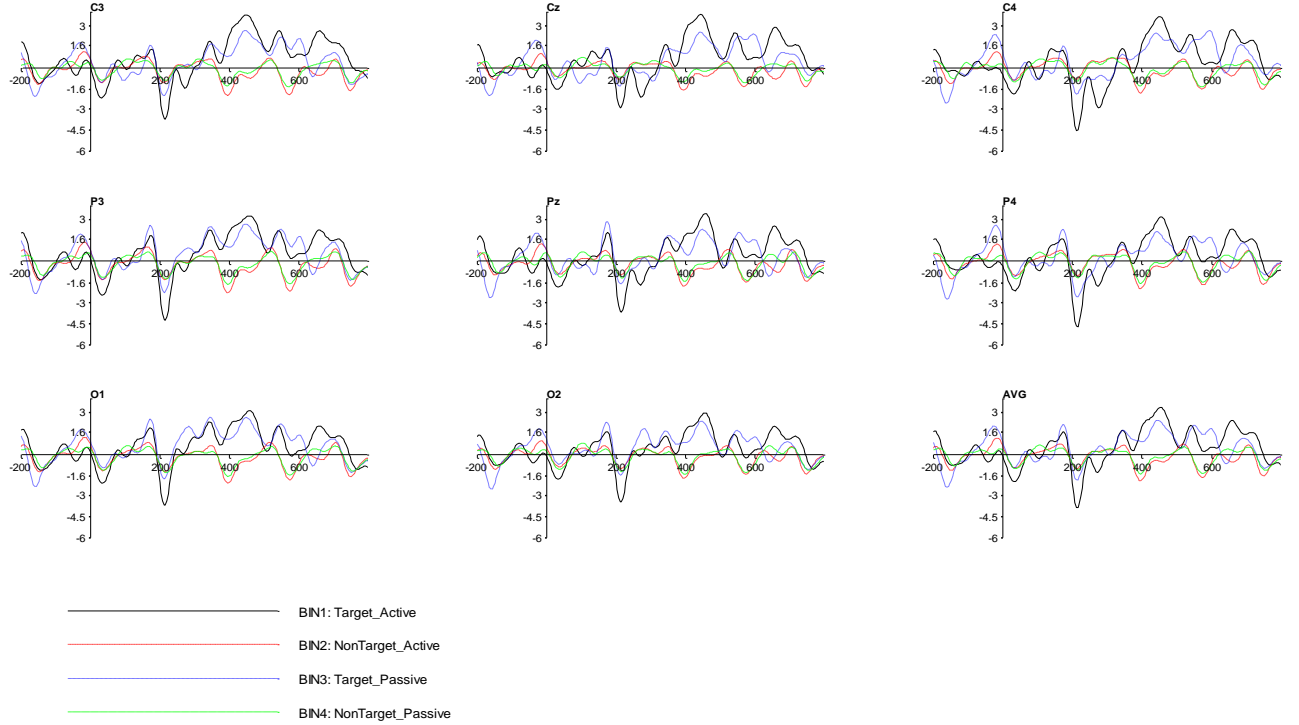 C3 Cz C4
3 3 3
1.6 1.6 1.6
-200 200 400 600 -200 200 400 600 -200 200 400 600
-1.6 -1.6 -1.6
-3 -3 -3
-4.5 -4.5 -4.5
-6 -6 -6
P3 Pz P4
3 3 3
1.6 1.6 1.6
-200 200 400 600 -200 200 400 600 -200 200 400 600
-1.6 -1.6 -1.6
-3 -3 -3
-4.5 -4.5 -4.5
-6 -6 -6
O1 O2 AVG
3 3 3
1.6 1.6 1.6
-200 200 400 600 -200 200 400 600 -200 200 400 600
-1.6 -1.6 -1.6
-3 -3 -3
-4.5 -4.5 -4.5
-6 -6 -6
BIN1: Target_Active
BIN2: NonTarget_Active
BIN3: Target_Passive
BIN4: NonTarget_Passive